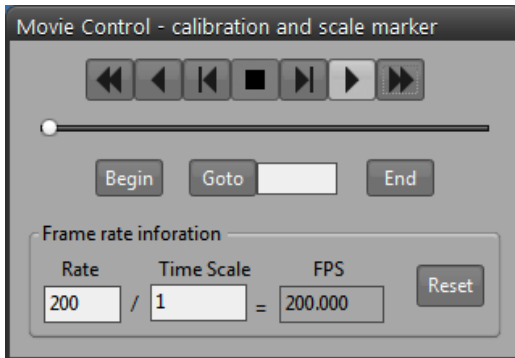 Movie Control - calibration and scale marker
Begin Goto End
Frame rate inforation
Rate Time Scale FPS
200 / 1 = 200.000 Reset